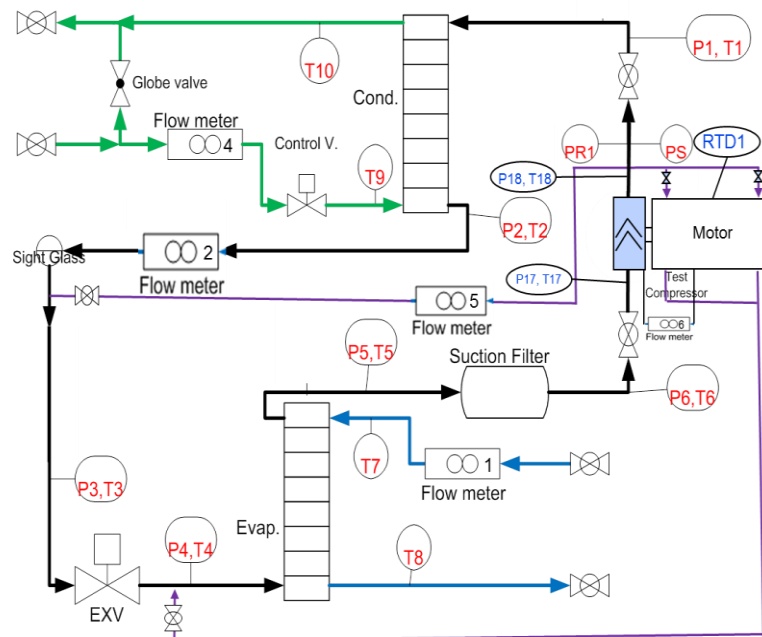 P1, T1
T10
Cond.
Globe valve
Flow meter
4
Control V.
T9
PR1
PS
RTD1
P18, T18
P2,T2
Motor
2
Sight Glass
Flow meter
P17, T17
Test
Compressor
5
Flow meter
6
Flow meter
P5,T5
Suction Filter
P6,T6
T7
1
Flow meter
P3,T3
Evap.
P4,T4
T8
EXV